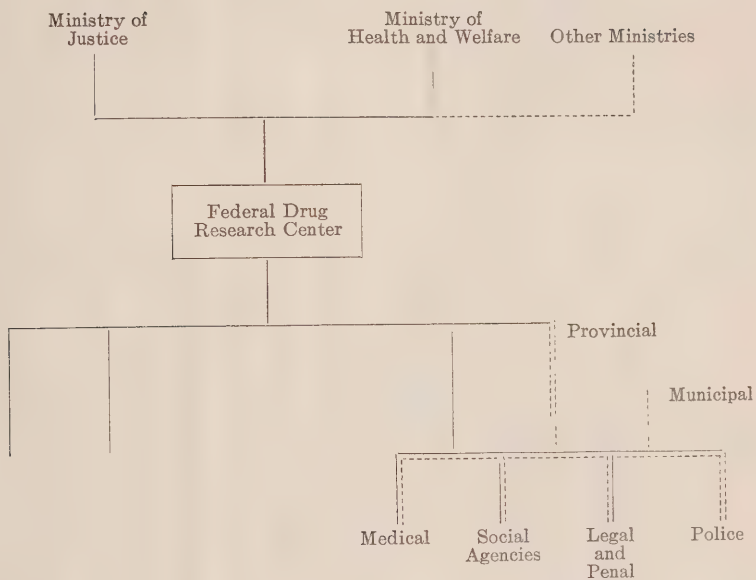 Ministry of
Justice
Ministry of
Health and Welfare
Other Ministries
Federal Drug
Research Center
Provincial
Municipal
Medical
Social
Agencies
Legal
and
Penal
Police